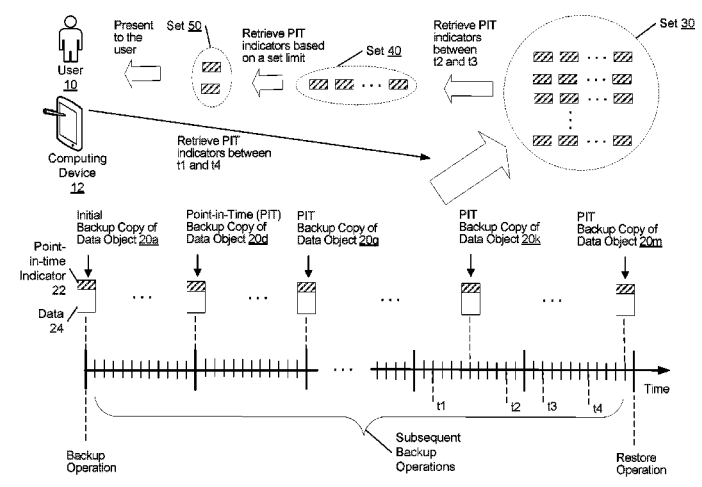 Set 50
Present
to the
user
Retrieve PIT
indicators based
on a set limit
Set 40
Retrieve PIT
indicators
between
t2 and t3
Set 30
User
10
Computing
Device
12
Retrieve PIT
indicators between
t1 and t4
Initial
Backup Copy of
Data Object 20a
Point-in-Time (PIT)
Backup Copy of
Data Object 20d
PIT
Backup Copy of
Data Object 20g
PIT
Backup Copy of
Data Object 20k
PIT
Backup Copy of
Data Object 20m
Point-
in-time
Indicator
22
Data
24
Time
t1
t2
t3
t4
Backup
Operation
Subsequent
Backup
Operations
Restore
Operation